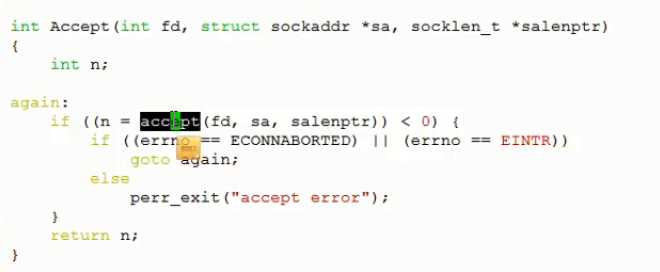 int Accept(int fd, struct sockaddr *sa, socklen_t *salenptr)
{
    int n;

again:
    if ((n = accept(fd, sa, salenptr)) < 0) {
        if ((errno == ECONNABORTED) || (errno == EINTR))
            goto again;
        else
            perr_exit("accept error");
    }
    return n;
}